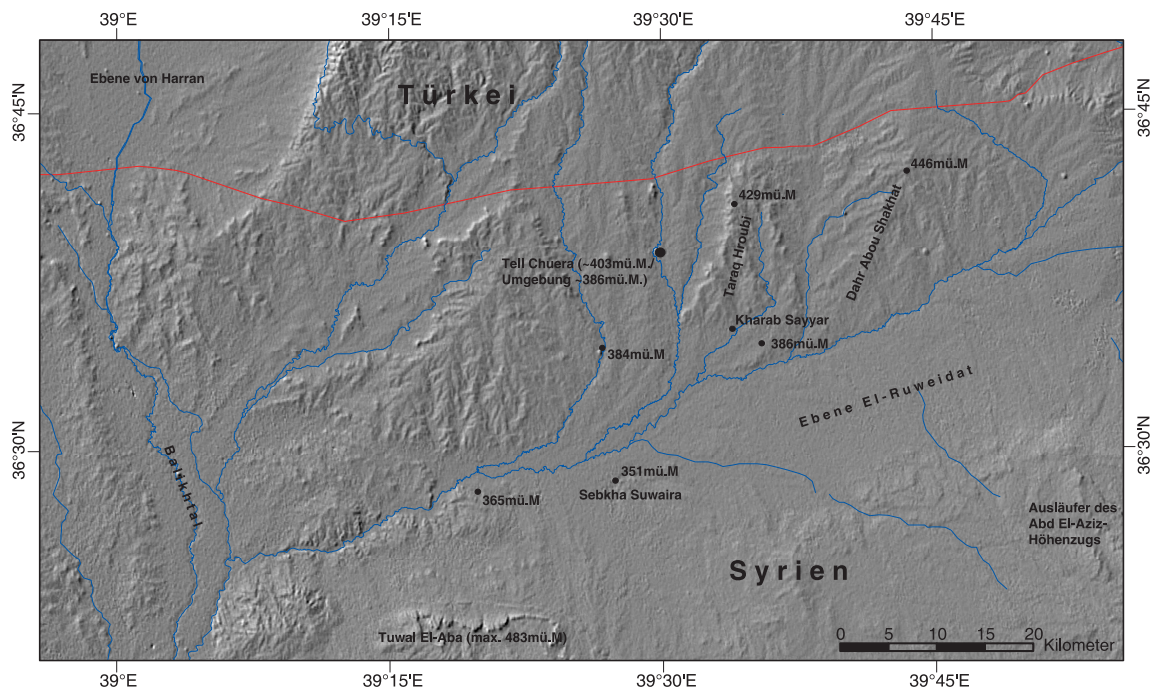 39°E
39°15'E
39°30'E
39°45'E
Ebene von Harran
Türkei
36°45'N
36°45'N
446mü.M
429mü.M
Taraq Hroubi
Dahr Abou Shakhat
Tell Chuera (~403mü.M./
Umgebung ~386mü.M.)
Kharab Sayyar
386mü.M
384mü.M
Ebene El-Ruweidat
36°30'N
36°30'N
Balikhtal
351mü.M
Sebkha Suwaira
365mü.M
Ausläufer des
Abd El-Aziz-
Höhenzugs
Syrien
Tuwal El-Aba (max. 483mü.M)
0 5 10 15 20
Kilometer
39°E
39°15'E
39°30'E
39°45'E